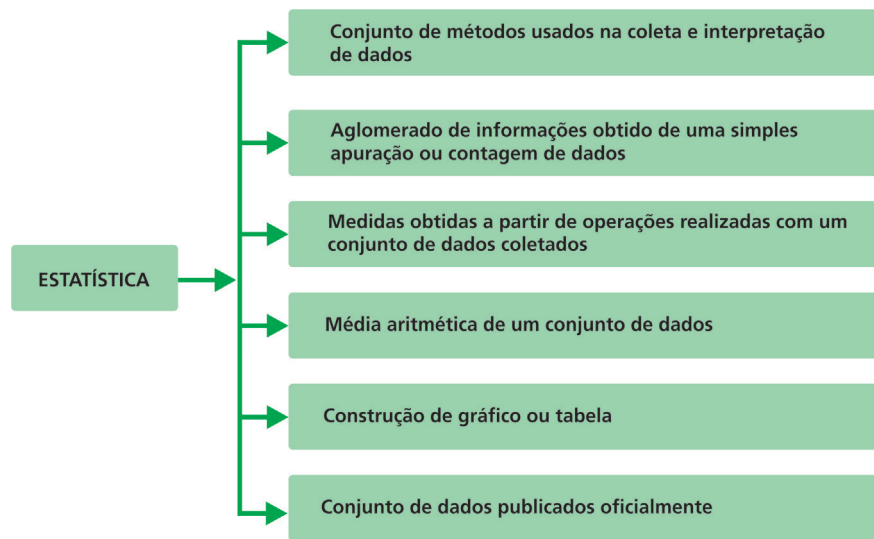 Conjunto de métodos usados na coleta e interpretação
de dados
Aglomerado de informações obtido de uma simples
apuração ou contagem de dados
Medidas obtidas a partir de operações realizadas com um
conjunto de dados coletados
ESTATÍSTICA
Média aritmética de um conjunto de dados
Construção de gráfico ou tabela
Conjunto de dados publicados oficialmente